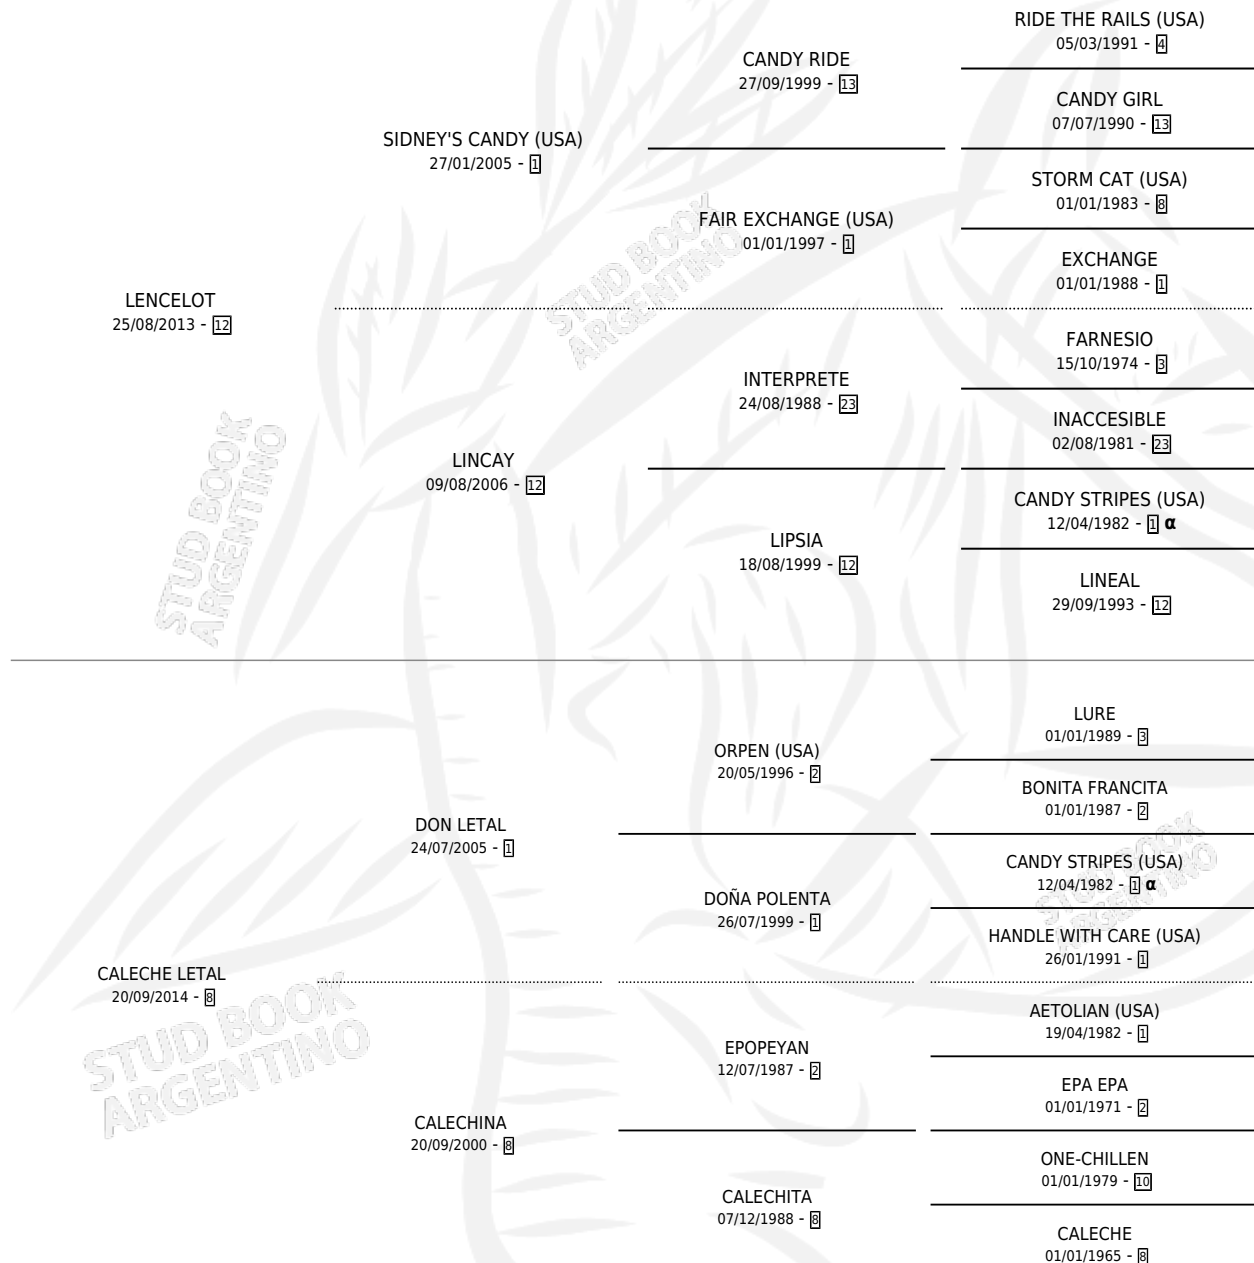 RIDE THE RAILS (USA)
05/03/1991 - 4
CANDY RIDE
27/09/1999 - 13
CANDY GIRL
07/07/1990 - 13
SIDNEY'S CANDY (USA)
27/01/2005 - 1
STORM CAT (USA)
01/01/1983 - 8
FAIR EXCHANGE (USA)
01/01/1997 - 1
EXCHANGE
01/01/1988 - 1
LENCELOT
25/08/2013 - 12
FARNESIO
15/10/1974 - 3
INTERPRETE
24/08/1988 - 23
INACCESIBLE
02/08/1981 - 23
LINCAY
09/08/2006 - 12
CANDY STRIPES (USA)
12/04/1982 - 1 α
LIPSIA
18/08/1999 - 12
LINEAL
29/09/1993 - 12
STUD BOOK
ARGENTINO
STUD BOOK
ARGENTINO
LURE
01/01/1989 - 3
ORPEN (USA)
20/05/1996 - 2
BONITA FRANCITA
01/01/1987 - 2
DON LETAL
24/07/2005 - 1
CANDY STRIPES (USA)
12/04/1982 - 1 α
DOÑA POLENTA
26/07/1999 - 1
HANDLE WITH CARE (USA)
26/01/1991 - 1
CALECHE LETAL
20/09/2014 - 8
AETOLIAN (USA)
19/04/1982 - 1
EPOPEYAN
12/07/1987 - 2
EPA EPA
01/01/1971 - 2
CALECHINA
20/09/2000 - 8
ONE-CHILLEN
01/01/1979 - 10
CALECHITA
07/12/1988 - 8
CALECHE
01/01/1965 - 8
STUD BOOK
ARGENTINO
STUD BOOK
ARGENTINO